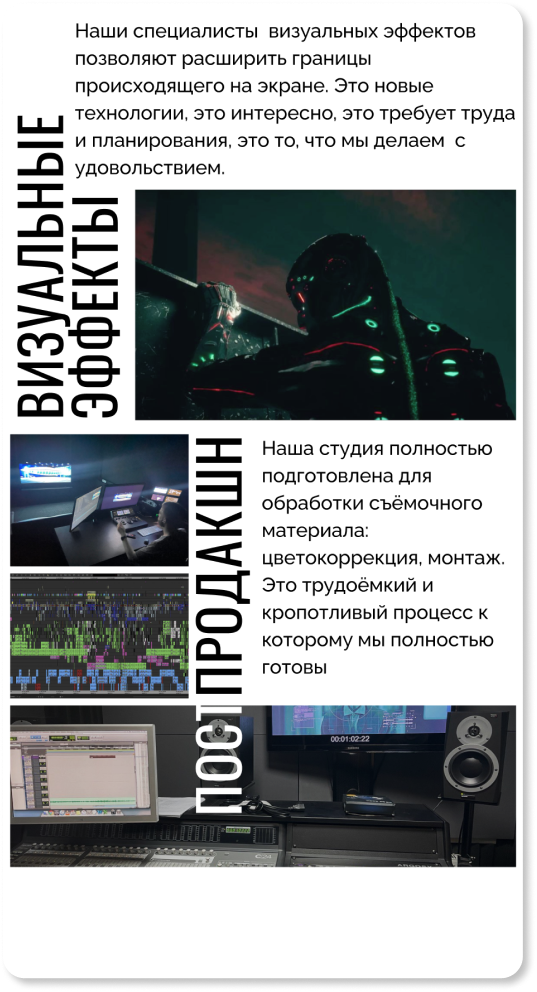 Наши специалисты  визуальных эффектов
позволяют расширить границы
происходящего на экране. Это новые
технологии, это интересно, это требует труда
и планирования, это то, что мы делаем  с
удовольствием.
ВИЗУАЛЬНЫЕ
ЭФФЕКТЫ
ПОСТ ПРОДАКШН
Наша студия полностью
подготовлена для
обработки съёмочного
материала:
цветокоррекция, монтаж.
Это трудоёмкий и
кропотливый процесс к
которому мы полностью
готовы
00:01:02:22